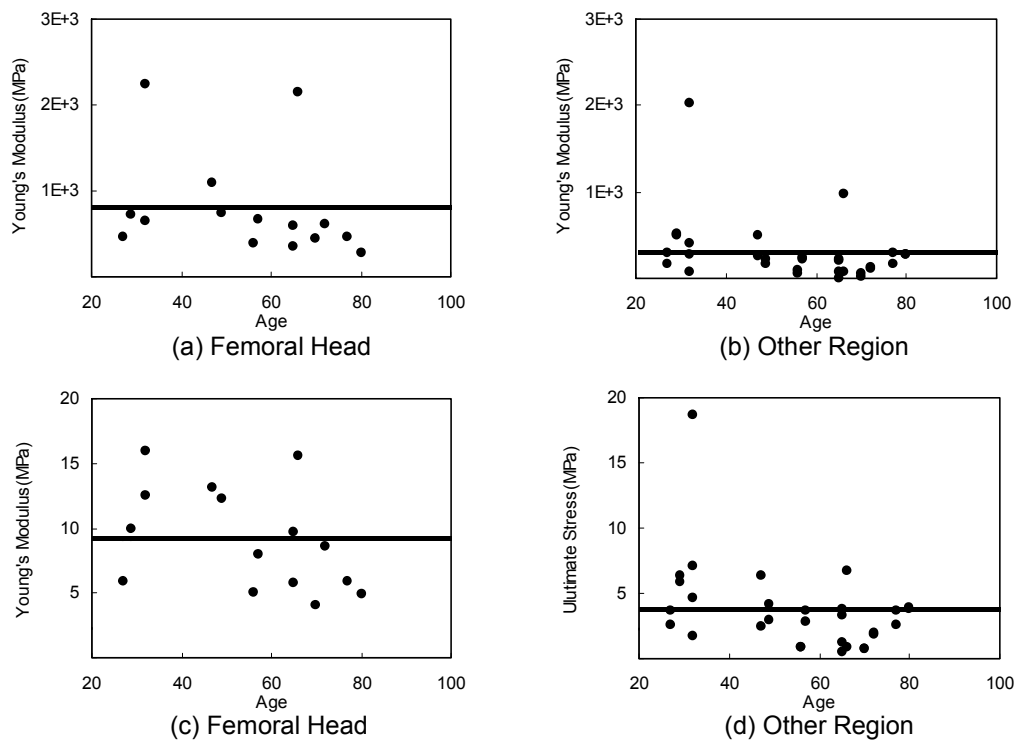 3E+3
2E+3
1E+3
0
Young's Modulus (MPa)
20 40 60 80 100
Age
(a) Femoral Head
3E+3
2E+3
1E+3
0
Young's Modulus (MPa)
20 40 60 80 100
Age
(b) Other Region
20
15
10
5
Young's Modulus (MPa)
20 40 60 80 100
Age
(c) Femoral Head
20
15
10
5
Ulutimate Stress (MPa)
20 40 60 80 100
Age
(d) Other Region